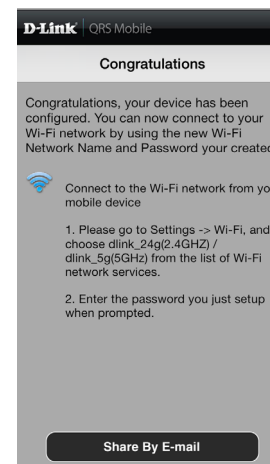 D-Link QRS Mobile
Congratulations
Congratulations, your device has been
configured. You can now connect to your
Wi-Fi network by using the new Wi-Fi
Network Name and Password your created
Connect to the Wi-Fi network from yo
mobile device
1. Please go to Settings -> Wi-Fi, and
choose dlink_24g(2.4GHZ) /
dlink_5g(5GHz) from the list of Wi-Fi
network services.
2. Enter the password you just setup
when prompted.
Share By E-mail